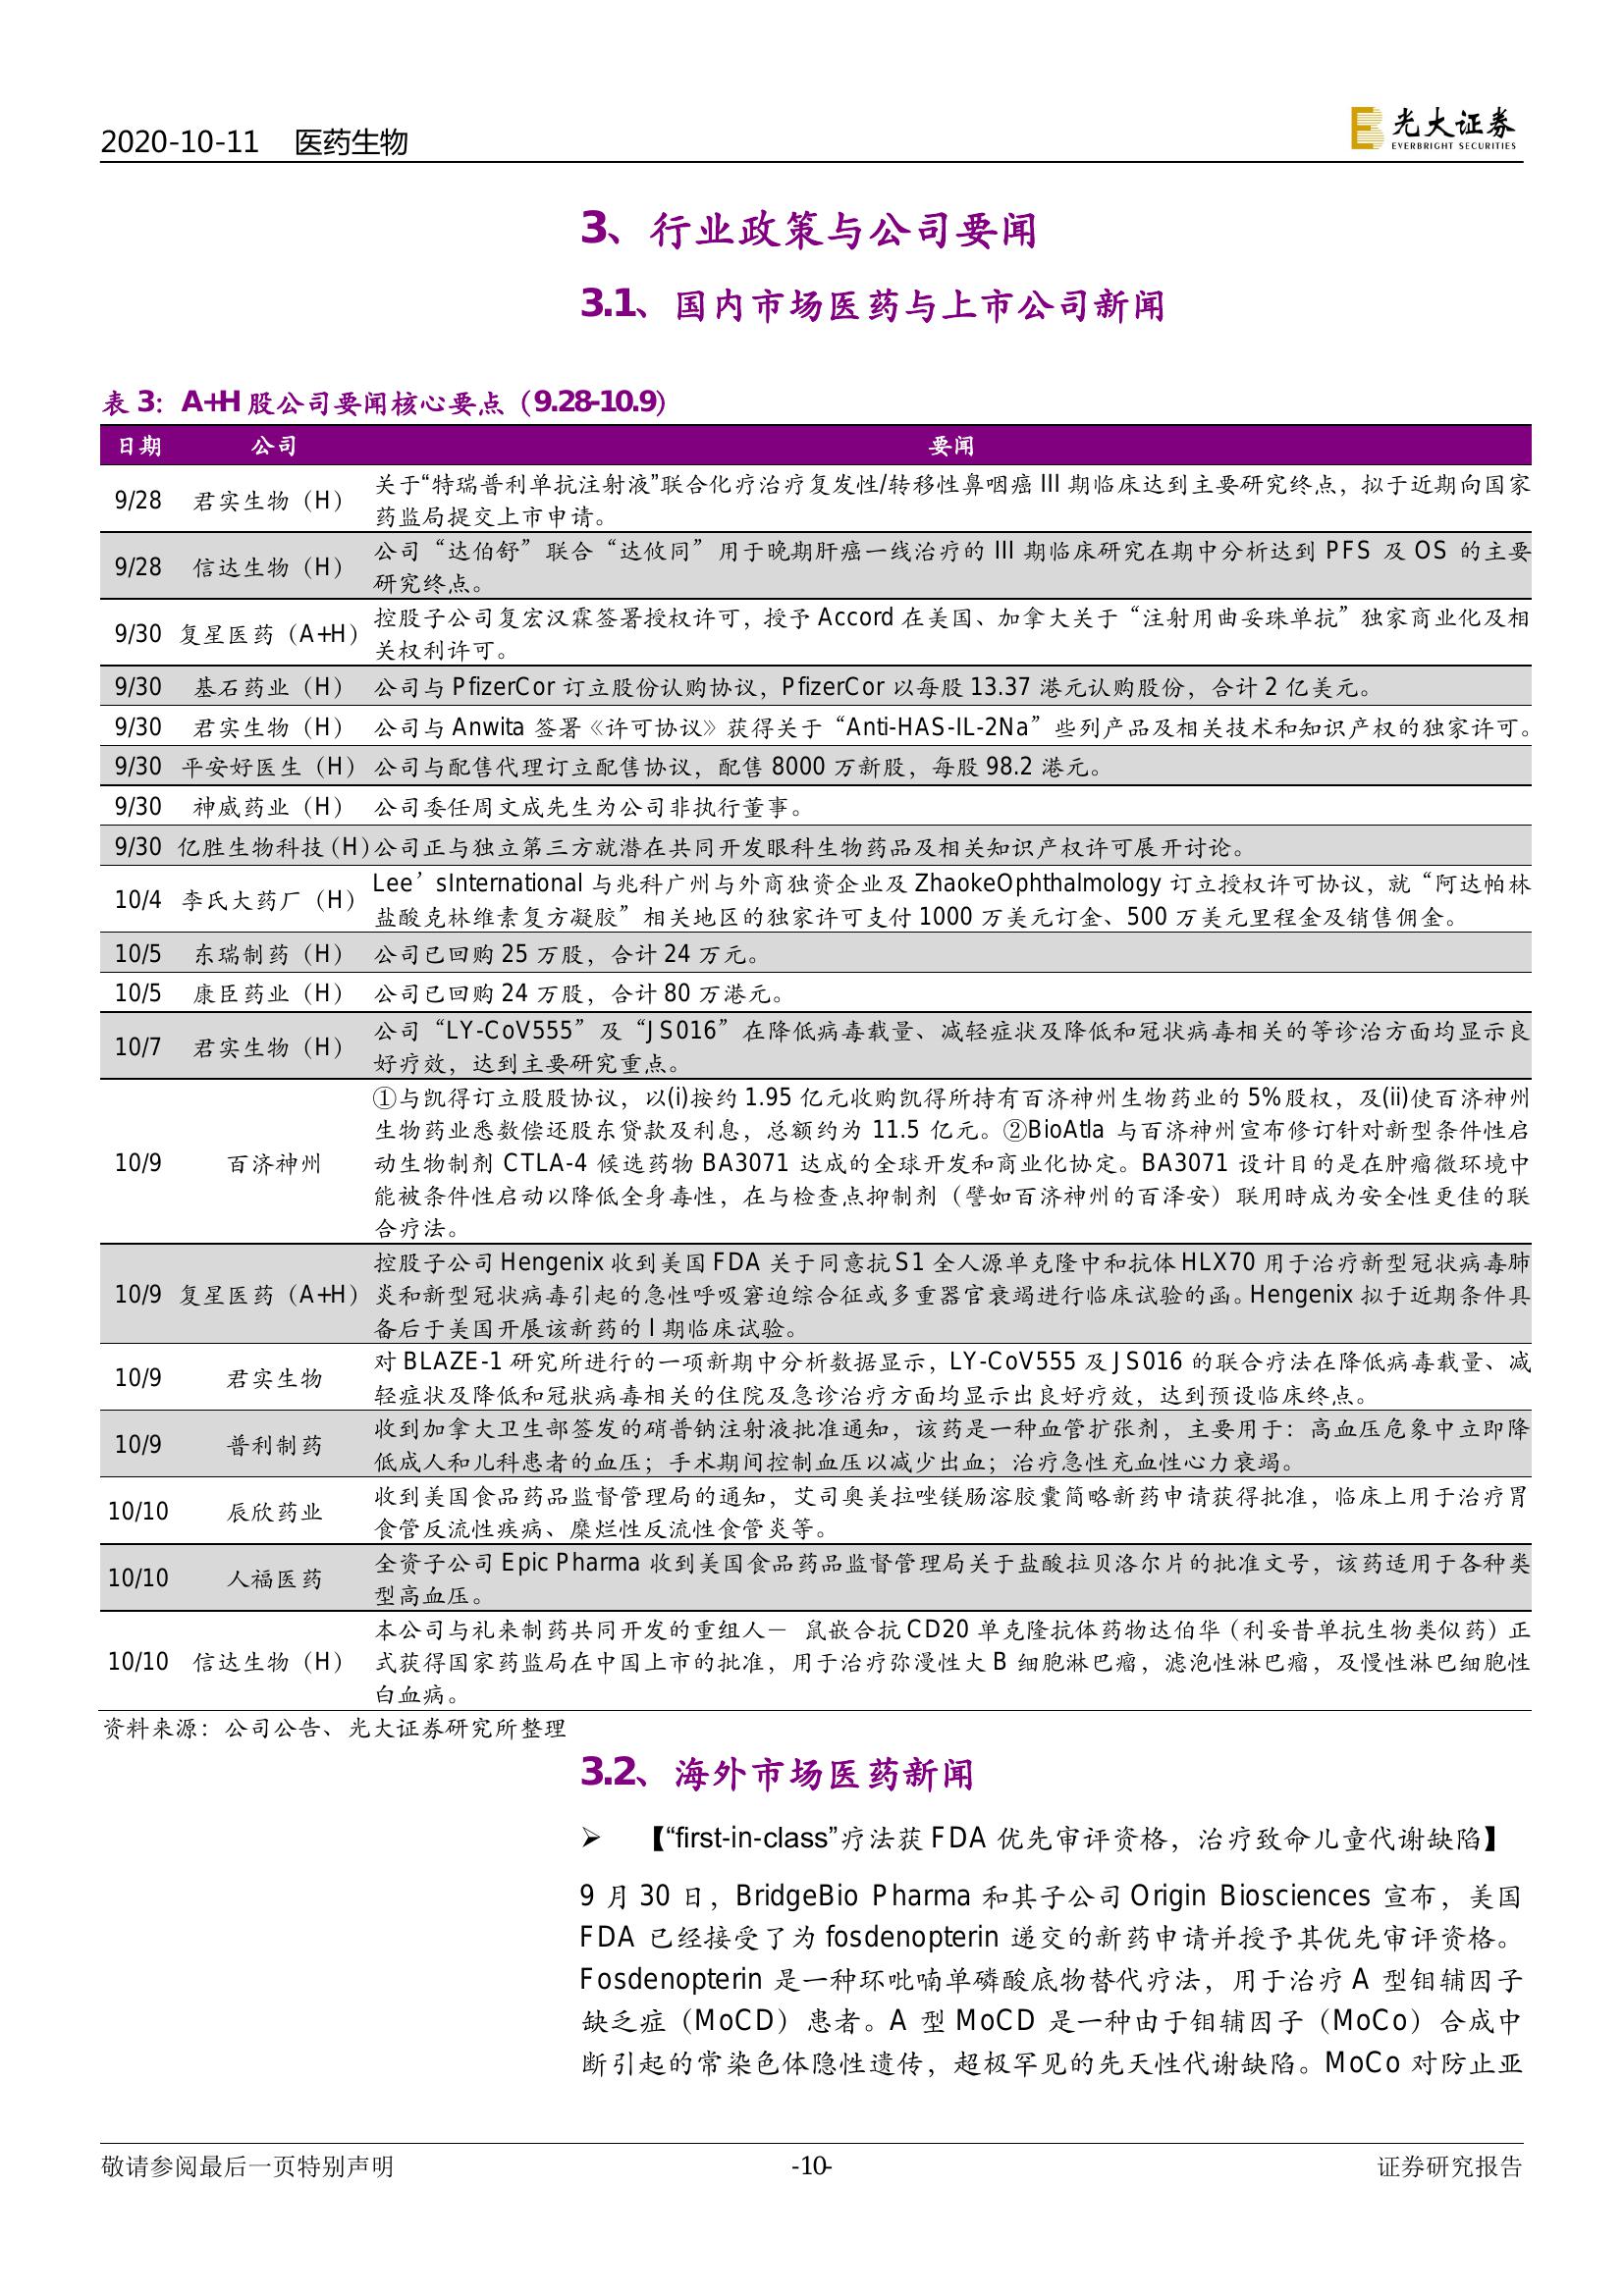 2020-10-11 医药生物
光大证券
EVERBRIGHT SECURITIES
3、行业政策与公司要闻
3.1、国内市场医药与上市公司新闻
表 3：A+H 股公司要闻核心要点（9.28-10.9）
日期 公司 要闻
9/28 君实生物（H）
关于“特瑞普利单抗注射液”联合化疗治疗复发性/转移性鼻咽癌 III 期临床达到主要研究终点，拟于近期向国家
药监局提交上市申请。
9/28 信达生物（H）
公司“达伯舒”联合“达攸同”用于晚期肝癌一线治疗的 III 期临床研究在期中分析达到 PFS 及 OS 的主要
研究终点。
9/30 复星医药（A+H）
控股子公司复宏汉霖签署授权许可，授予 Accord 在美国、加拿大关于“注射用曲妥珠单抗”独家商业化及相
关权利许可。
9/30 基石药业（H） 公司与 PfizerCor 订立股份认购协议，PfizerCor 以每股 13.37 港元认购股份，合计 2 亿美元。
9/30 君实生物（H） 公司与 Anwita 签署《许可协议》获得关于“Anti-HAS-IL-2Na”些列产品及相关技术和知识产权的独家许可。
9/30 平安好医生（H） 公司与配售代理订立配售协议，配售 8000 万新股，每股 98.2 港元。
9/30 神威药业（H） 公司委任周文成先生为公司非执行董事。
9/30 亿胜生物科技（H） 公司正与独立第三方就潜在共同开发眼科生物药品及相关知识产权许可展开讨论。
10/4 李氏大药厂（H）
Lee’sInternational 与兆科广州与外商独资企业及 ZhaokeOphthalmology 订立授权许可协议，就“阿达帕林
盐酸克林维素复方凝胶”相关地区的独家许可支付 1000 万美元订金、500 万美元里程金及销售佣金。
10/5 东瑞制药（H） 公司已回购 25 万股，合计 24 万元。
10/5 康臣药业（H） 公司已回购 24 万股，合计 80 万港元。
10/7 君实生物（H）
公司“LY-CoV555”及“JS016”在降低病毒载量、减轻症状及降低和冠状病毒相关的等诊治方面均显示良
好疗效，达到主要研究重点。
10/9 百济神州
①与凯得订立股股协议，以(i)按约 1.95 亿元收购凯得所持有百济神州生物药业的 5%股权，及(ii)使百济神州
生物药业悉数偿还股东贷款及利息，总额约为 11.5 亿元。②BioAtla 与百济神州宣布修订针对新型条件性启
动生物制剂 CTLA-4 候选药物 BA3071 达成的全球开发和商业化协定。BA3071 设计目的是在肿瘤微环境中
能被条件性启动以降低全身毒性，在与检查点抑制剂（譬如百济神州的百泽安）联用時成为安全性更佳的联
合疗法。
10/9 复星医药（A+H）
控股子公司 Hengenix 收到美国 FDA 关于同意抗 S1 全人源单克隆中和抗体 HLX70 用于治疗新型冠状病毒肺
炎和新型冠状病毒引起的急性呼吸窘迫综合征或多重器官衰竭进行临床试验的函。Hengenix 拟于近期条件具
备后于美国开展该新药的 I 期临床试验。
10/9 君实生物
对 BLAZE-1 研究所进行的一项新期中分析数据显示，LY-CoV555 及 JS016 的联合疗法在降低病毒载量、减
轻症状及降低和冠状病毒相关的住院及急诊治疗方面均显示出良好疗效，达到预设临床终点。
10/9 普利制药
收到加拿大卫生部签发的硝普钠注射液批准通知，该药是一种血管扩张剂，主要用于：高血压危象中立即降
低成人和儿科患者的血压；手术期间控制血压以减少出血；治疗急性充血性心力衰竭。
10/10 辰欣药业
收到美国食品药品监督管理局的通知，艾司奥美拉唑镁肠溶胶囊简略新药申请获得批准，临床上用于治疗胃
食管反流性疾病、糜烂性反流性食管炎等。
10/10 人福医药
全资子公司 Epic Pharma 收到美国食品药品监督管理局关于盐酸拉贝洛尔片的批准文号，该药适用于各种类
型高血压。
10/10 信达生物（H）
本公司与礼来制药共同开发的重组人— 鼠嵌合抗 CD20 单克隆抗体药物达伯华（利妥昔单抗生物类似药）正
式获得国家药监局在中国上市的批准，用于治疗弥漫性大 B 细胞淋巴瘤，滤泡性淋巴瘤，及慢性淋巴细胞性
白血病。
资料来源：公司公告、光大证券研究所整理
3.2、海外市场医药新闻
➢ 【“first-in-class”疗法获 FDA 优先审评资格，治疗致命儿童代谢缺陷】
9 月 30 日，BridgeBio Pharma 和其子公司 Origin Biosciences 宣布，美国
FDA 已经接受了为 fosdenopterin 递交的新药申请并授予其优先审评资格。
Fosdenopterin 是一种环吡喃单磷酸底物替代疗法，用于治疗 A 型钼辅因子
缺乏症（MoCD）患者。A 型 MoCD 是一种由于钼辅因子（MoCo）合成中
断引起的常染色体隐性遗传，超极罕见的先天性代谢缺陷。MoCo 对防止亚
敬请参阅最后一页特别声明 -10- 证券研究报告